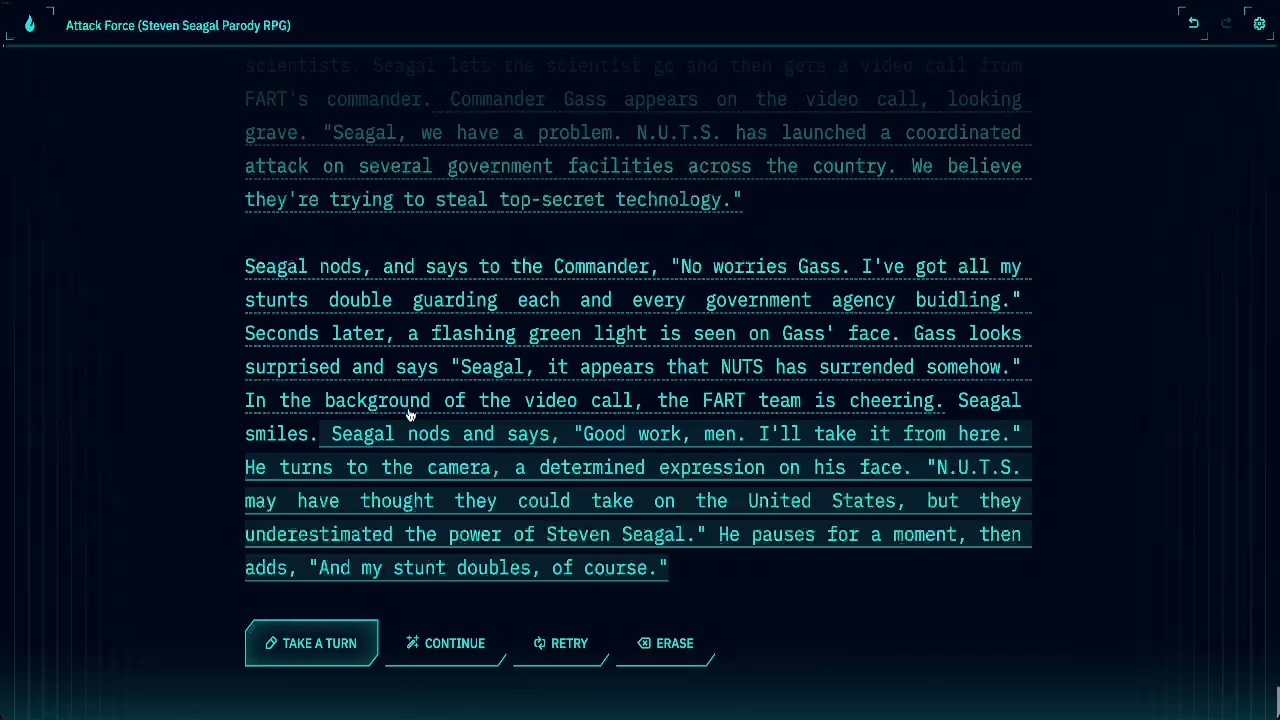 Attack Force (Steven Seagal Parody RPG)
scientists. Seagal lets the scientist go and then gets a video call from
FART's commander. Commander Gass appears on the video call, looking
grave. "Seagal, we have a problem. N.U.T.S. has launched a coordinated
attack on several government facilities across the country. We believe
they're trying to steal top-secret technology."
Seagal nods, and says to the Commander, "No worries Gass. I've got all my
stunts double guarding each and every government agency buidling."
Seconds later, a flashing green light is seen on Gass' face. Gass looks
surprised and says "Seagal, it appears that NUTS has surrended somehow."
In the background of the video call, the FART team is cheering. Seagal
smiles. Seagal nods and says, "Good work, men. I'll take it from here."
He turns to the camera, a determined expression on his face. "N.U.T.S.
may have thought they could take on the United States, but they
underestimated the power of Steven Seagal." He pauses for a moment, then
adds, "And my stunt doubles, of course."
TAKE A TURN CONTINUE RETRY ERASE